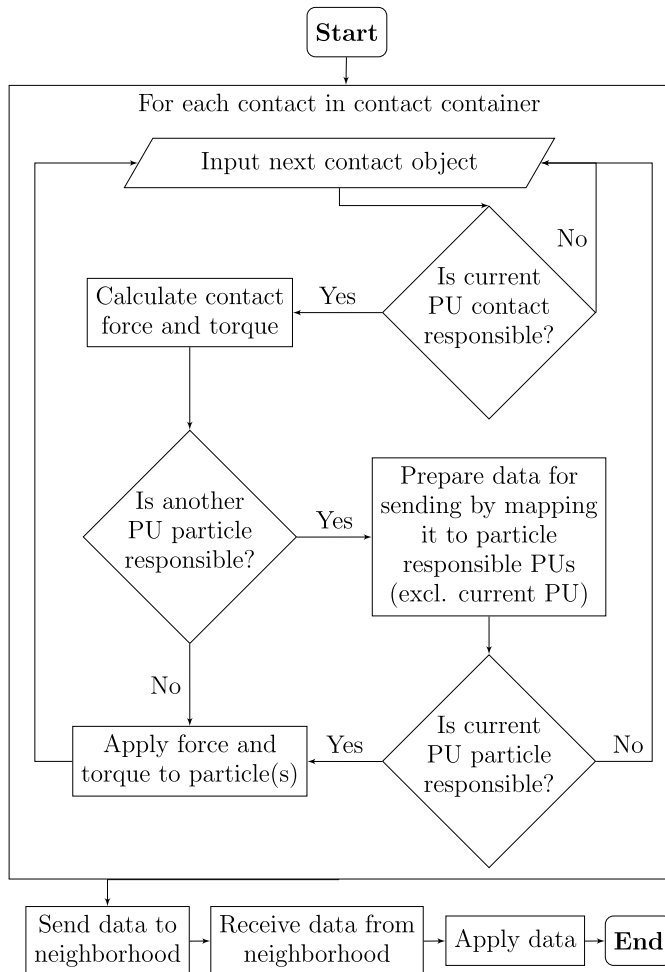 Start
For each contact in contact container
Input next contact object
No
Is current
PU contact
responsible?
Yes
Calculate contact
force and torque
Is another
PU particle
responsible?
Yes
Prepare data for
sending by mapping
it to particle
responsible PUs
(excl. current PU)
No
Is current
PU particle
responsible?
Yes
No
Apply force and
torque to particle(s)
Send data to
neighborhood
Receive data from
neighborhood
Apply data
End